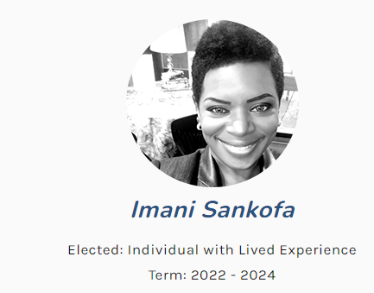 Imani Sankofa
Elected: Individual with Lived Experience
Term: 2022 - 2024